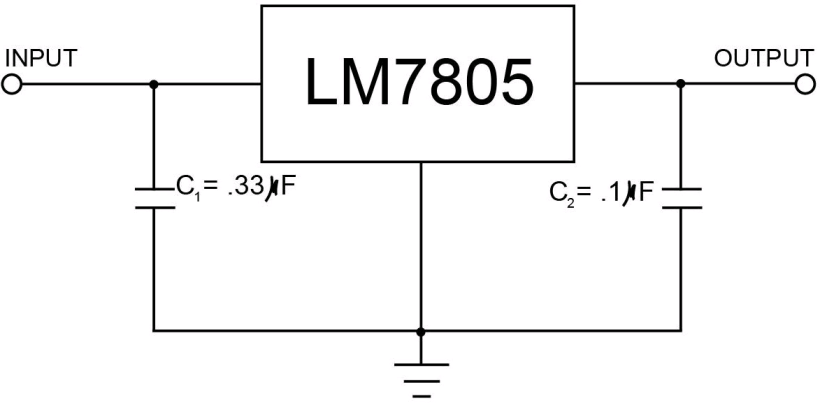 INPUT
OUTPUT
LM7805
C₁= .33μF
C₂= .1μF